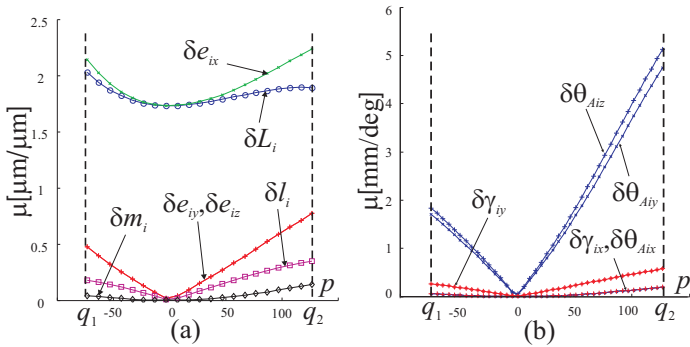 μ[μm/μm]
2.5
2
1.5
1
0.5
0
δe_ix
δL_i
δm_i
δe_iy,δe_iz
δl_i
q_1 -50 0 50 100 q_2 p
(a)
μ[mm/deg]
6
5
4
3
2
1
0
δθ_Aiz
δθ_Aiy
δγ_iy
δγ_ix,δθ_Aix
q_1 -50 0 50 100 q_2 p
(b)